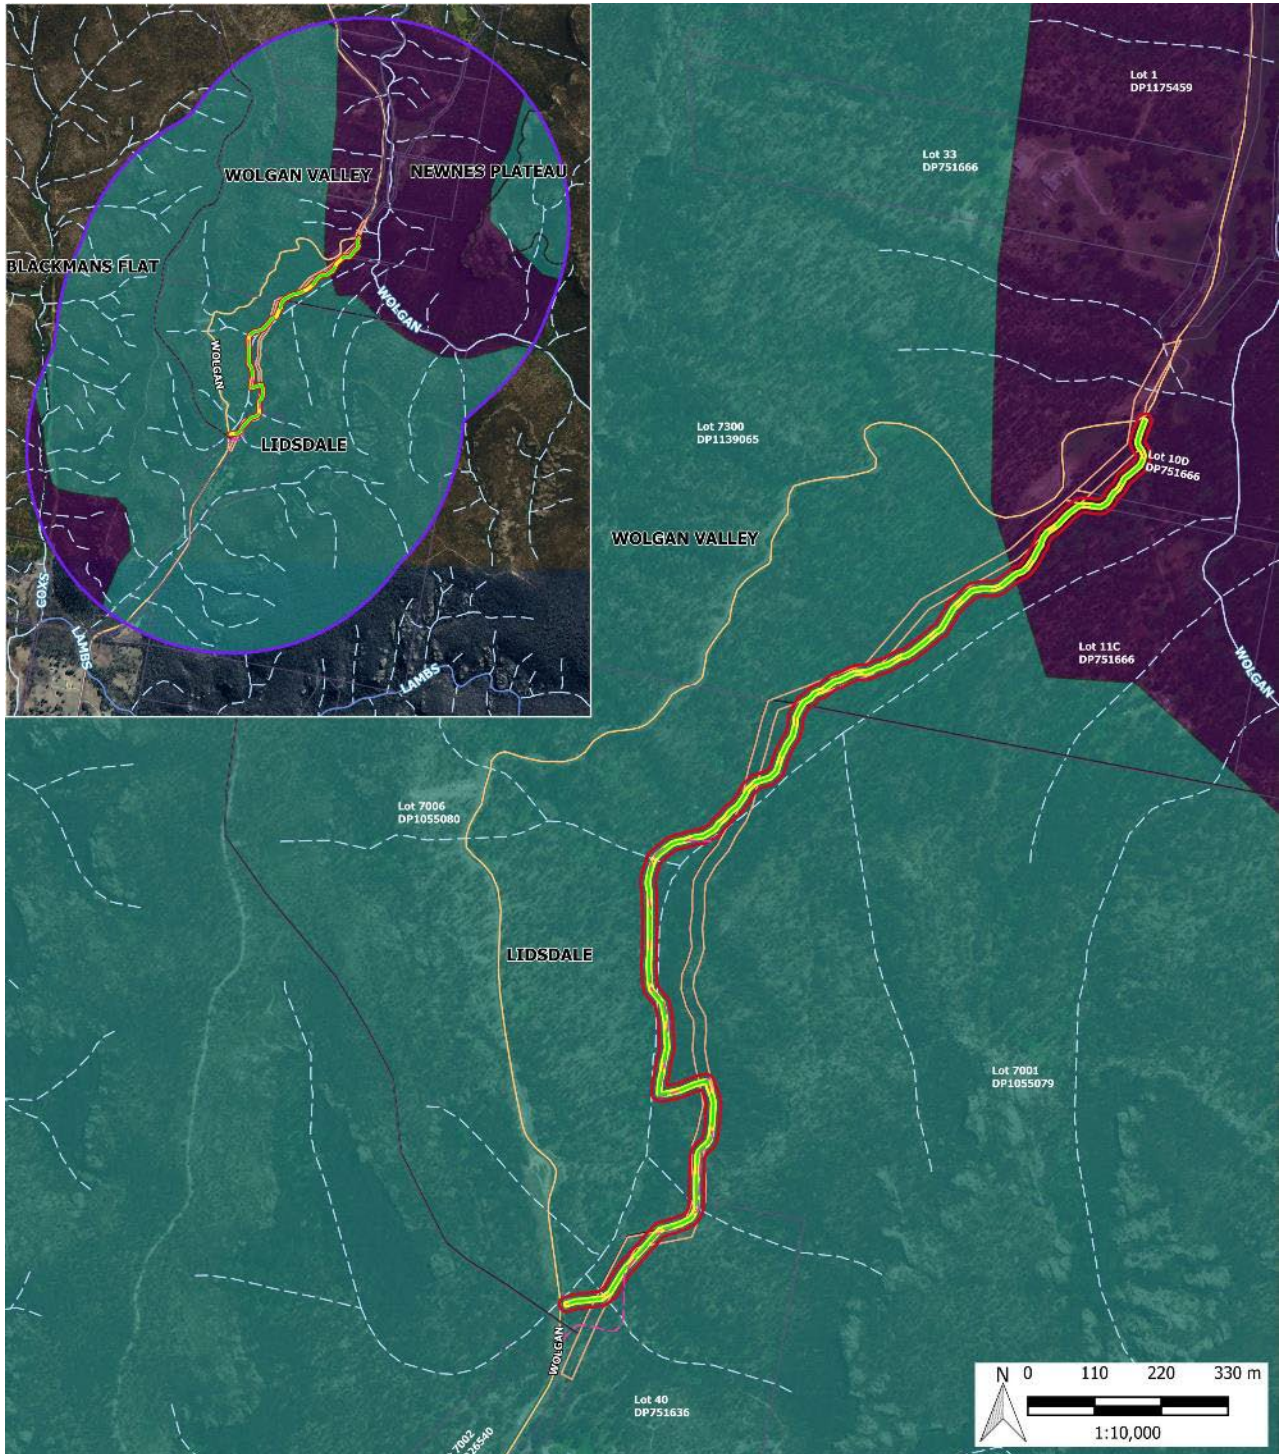 WOLGAN VALLEY
NEWNES PLATEAU
BLACKMANS FLAT
WOLGAN
WOLGAN
LIDSDALE
COXS
LAMBS
LAMBS
Lot 1
DP1175459
Lot 33
DP751666
Lot 7300
DP1139065
Lot 10D
DP751666
WOLGAN VALLEY
Lot 11C
DP751666
WOLGAN
Lot 7006
DP1055080
LIDSDALE
Lot 7001
DP1055079
WOLGAN
Lot 40
DP751636
7002
26540
N 0 110 220 330 m
1:10,000